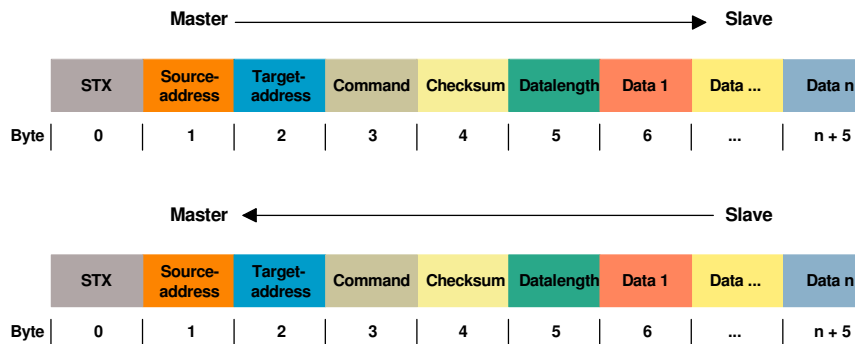 Master Slave
STX Source-address Target-address Command Checksum Datalength Data 1 Data ... Data n
Byte 0 1 2 3 4 5 6 ... n + 5
Master Slave
STX Source-address Target-address Command Checksum Datalength Data 1 Data ... Data n
Byte 0 1 2 3 4 5 6 ... n + 5